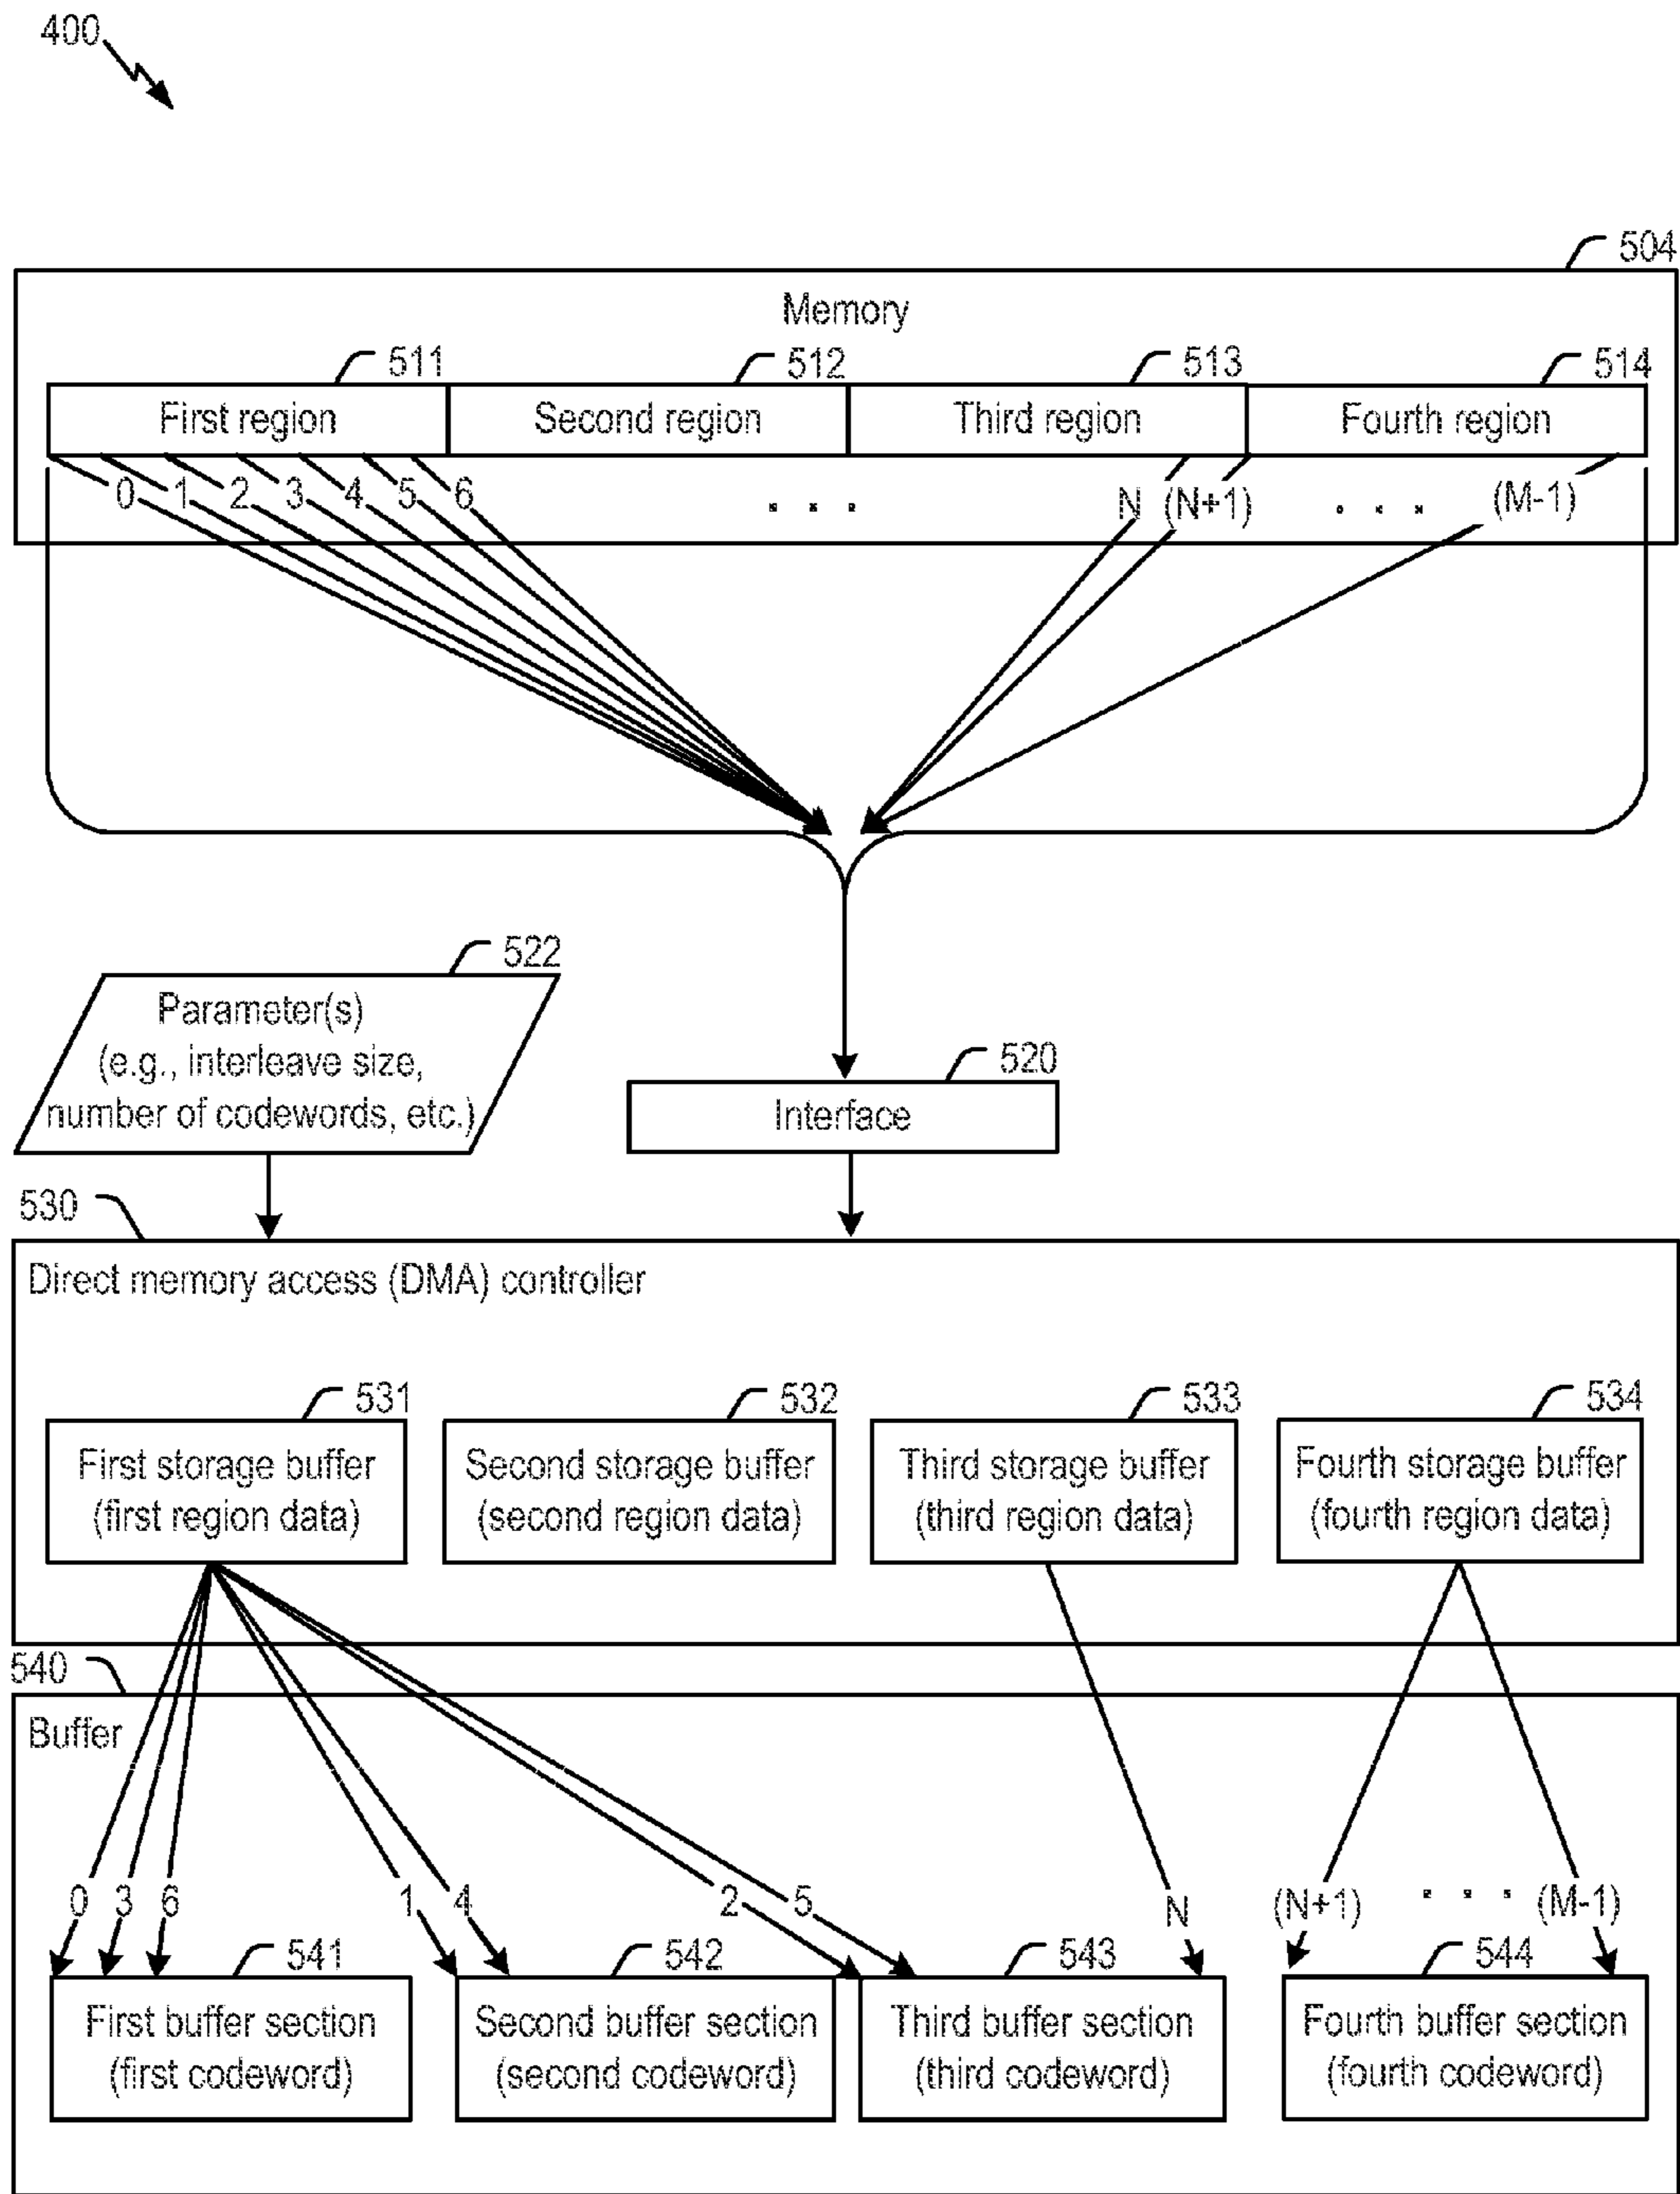 400
504
Memory
511
512
513
514
First region
Second region
Third region
Fourth region
0 1 2 3 4 5 6 . . . N (N+1) . . . (M-1)
522
Parameter(s)
(e.g., interleave size,
number of codewords, etc.)
520
Interface
530
Direct memory access (DMA) controller
531
532
533
534
First storage buffer
(first region data)
Second storage buffer
(second region data)
Third storage buffer
(third region data)
Fourth storage buffer
(fourth region data)
540
Buffer
0 3 6 1 4 2 5 N (N+1) . . . (M-1)
541
542
543
544
First buffer section
(first codeword)
Second buffer section
(second codeword)
Third buffer section
(third codeword)
Fourth buffer section
(fourth codeword)